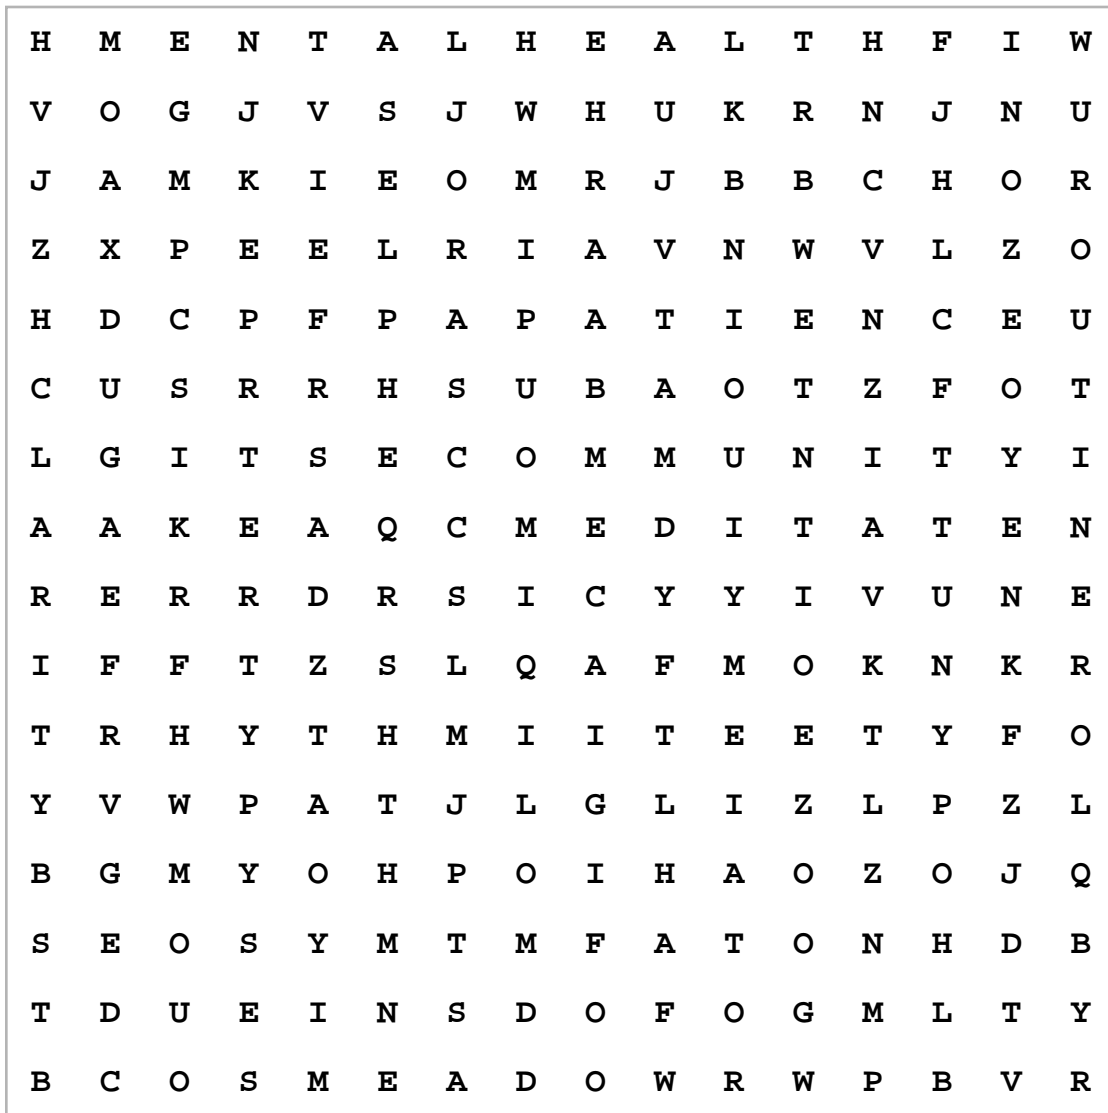 H M E N T A L H E A L T H F I W
V O G J V S J W H U K R N J N U
J A M K I E O M R J B B C H O R
Z X P E E L R I A V N W V L Z O
H D C P F P A P A T I E N C E U
C U S R R H S U B A O T Z F O T
L G I T S E C O M M U N I T Y I
A A K E A Q C M E D I T A T E N
R E R R D R S I C Y Y I V U N E
I F F T Z S L Q A F M O K N K R
T R H Y T H M I I T E E T Y F O
Y V W P A T J L G L I Z L P Z L
B G M Y O H P O I H A O Z O J Q
S E O S Y M T M F A T O N H D B
T D U E I N S D O F O G M L T Y
B C O S M E A D O W R W P B V R